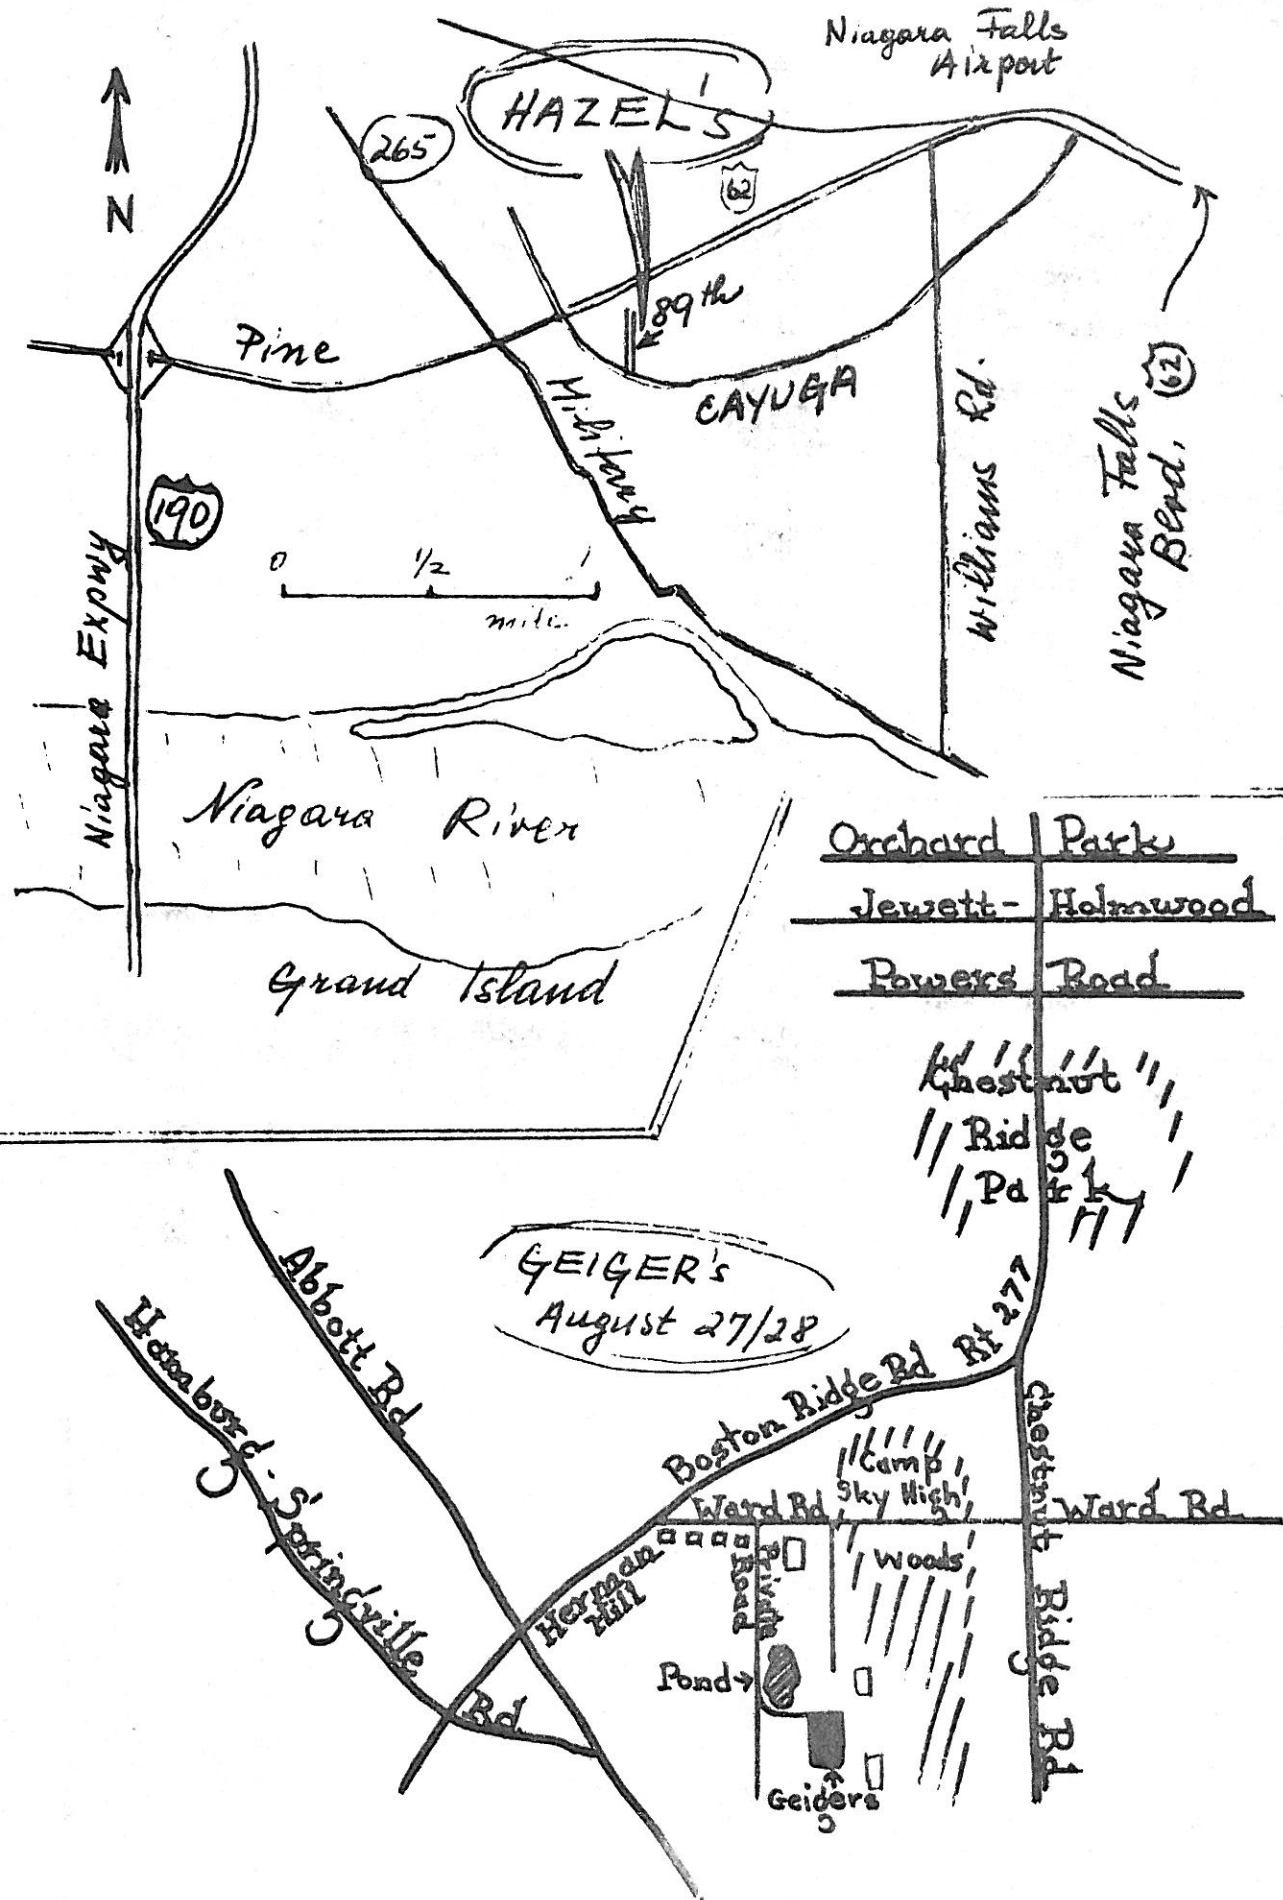 Niagara Falls
Airport
HAZEL's
265
62
N
89th
Pine
CAYUGA
Military
Williams Rd.
Niagara Falls
Blvd. 62
190
Niagara Expwy
0 1/2 1
mile
Niagara River
Grand Island
Orchard Park
Jewett-Holmwood
Powers Road
Chestnut
Ridge
Park
GEIGER's
August 27/28
Abbott Rd
Hamburg-Springville Rd
Boston Ridge Rd Rt 277
Camp
Sky High
Ward Rd
Ward Rd
Chestnut Ridge Rd
Woods
Private
Road
Herman
Hill
Pond
Geigers